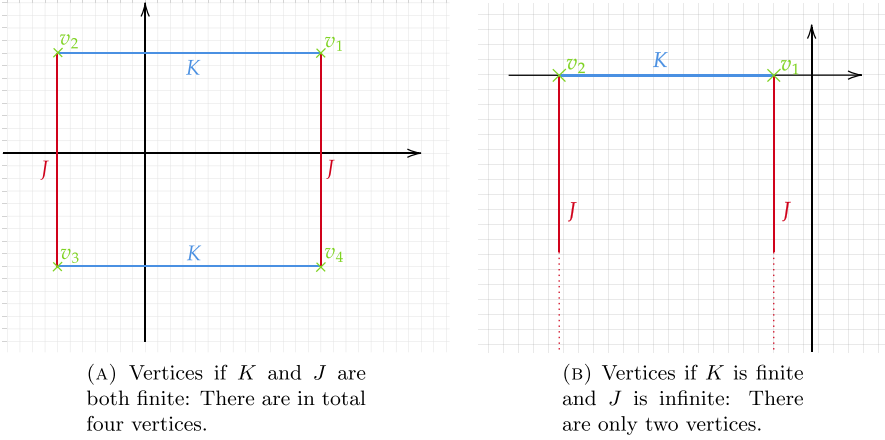 v₂
v₁
K
J
J
K
v₃
v₄
v₂
K
v₁
J
J
(A) Vertices if K and J are
both finite: There are in total
four vertices.
(B) Vertices if K is finite
and J is infinite: There
are only two vertices.